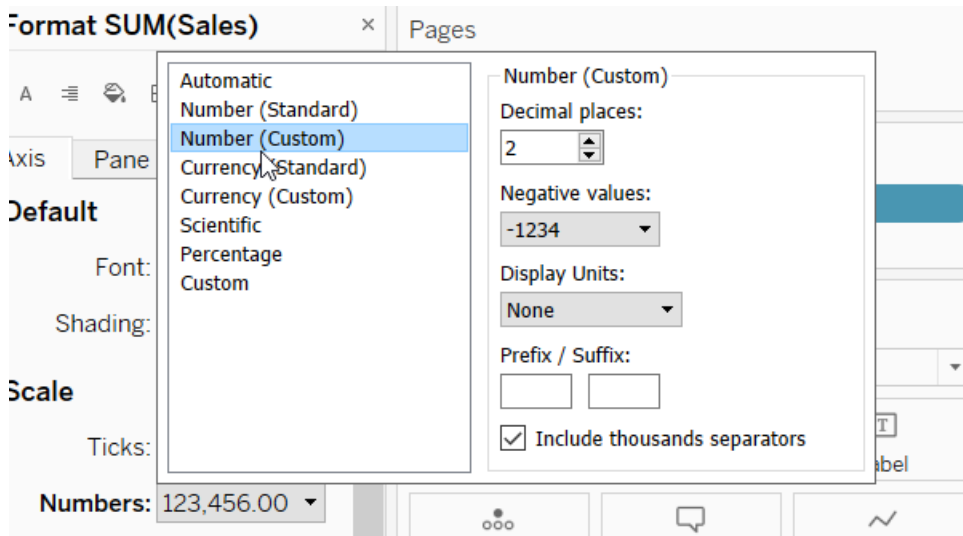 Format SUM(Sales)
×
Pages
A
Automatic
Number (Standard)
Number (Custom)
Currency (Standard)
Currency (Custom)
Scientific
Percentage
Custom
Number (Custom)
Decimal places:
2
Negative values:
-1234
Display Units:
None
Prefix / Suffix:
Include thousands separators
Axis
Pane
Default
Font:
Shading:
Scale
Ticks:
Numbers:
123,456.00
T
abel